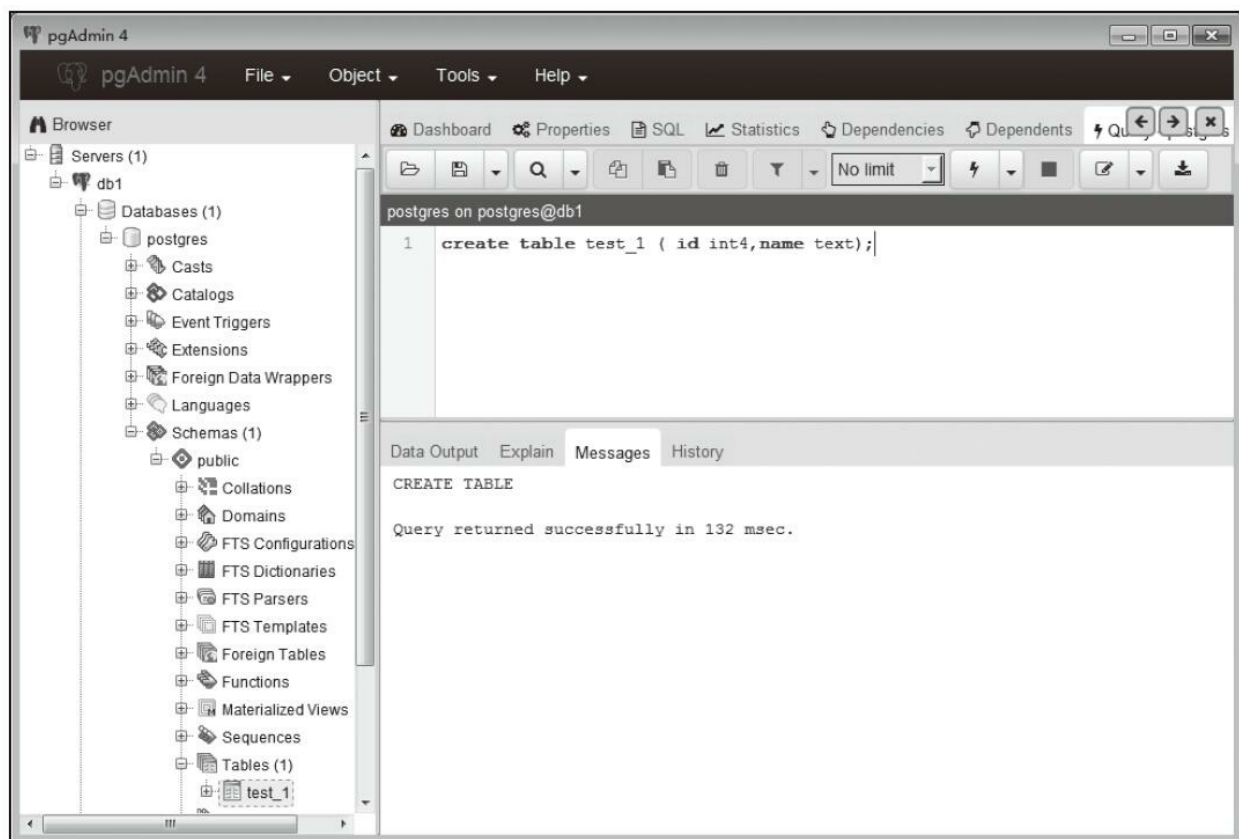 pgAdmin 4
pgAdmin 4 File Object Tools Help
Browser
Servers (1)
db1
Databases (1)
postgres
Casts
Catalogs
Event Triggers
Extensions
Foreign Data Wrappers
Languages
Schemas (1)
public
Collations
Domains
FTS Configurations
FTS Dictionaries
FTS Parsers
FTS Templates
Foreign Tables
Functions
Materialized Views
Sequences
Tables (1)
test_1
Dashboard Properties SQL Statistics Dependencies Dependents
No limit
postgres on postgres@db1
1 create table test_1 ( id int4,name text);
Data Output Explain Messages History
CREATE TABLE
Query returned successfully in 132 msec.